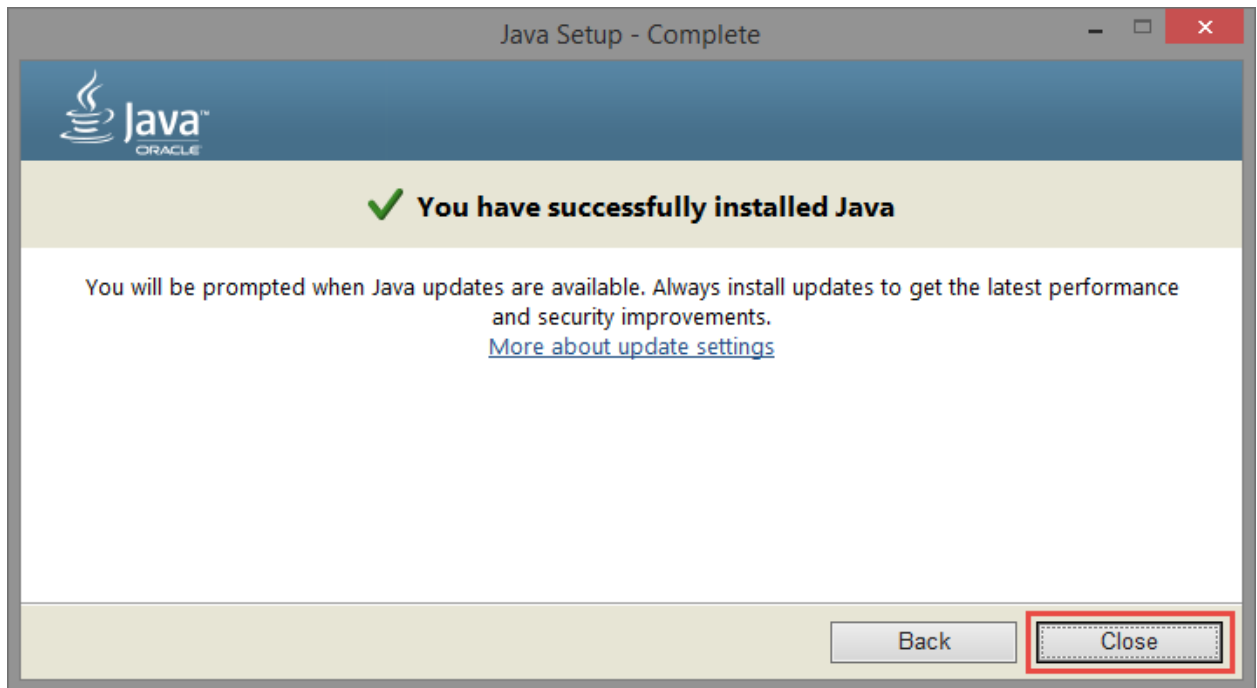 Java Setup - Complete
Java™
ORACLE
You have successfully installed Java
You will be prompted when Java updates are available. Always install updates to get the latest performance
and security improvements.
More about update settings
Back
Close